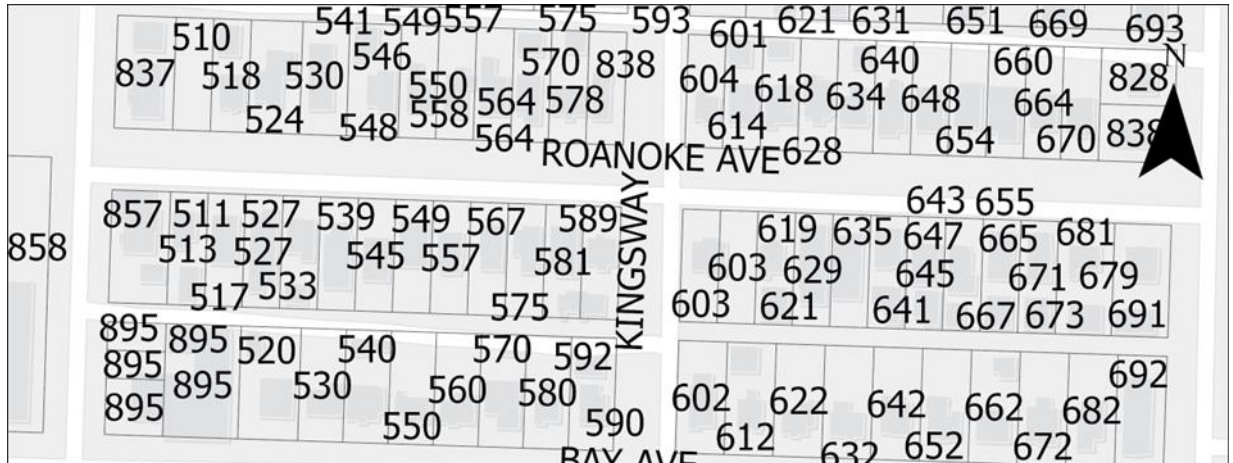 541 549 557 575 593 621 631 651 669 693
510 546 601 640 660 N
837 518 530 550 570 838 604 618 634 648 828
558 564 578 664
524 548 564 614 654 670 838
ROANOKE AVE 628
643 655
857 511 527 539 549 567 589 619 635 647 665 681
858 513 527 545 557 581 603 629 645 671 679
517 533 575 603 621 641 667 673 691
KINGSWAY
895 895 520 540 570 592
895 895 530 560 580 692
895 550 590 602 622 642 662 682
612 632 652 672
BAY AVE